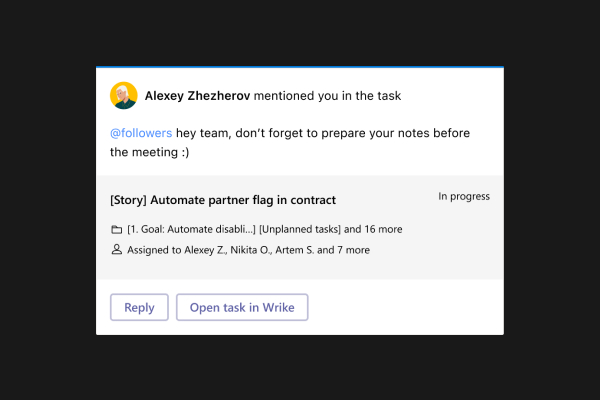 Alexey Zhezherov mentioned you in the task
@followers hey team, don’t forget to prepare your notes before
the meeting :)
[Story] Automate partner flag in contract
In progress
[1. Goal: Automate disabli...] [Unplanned tasks] and 16 more
Assigned to Alexey Z., Nikita O., Artem S. and 7 more
Reply
Open task in Wrike